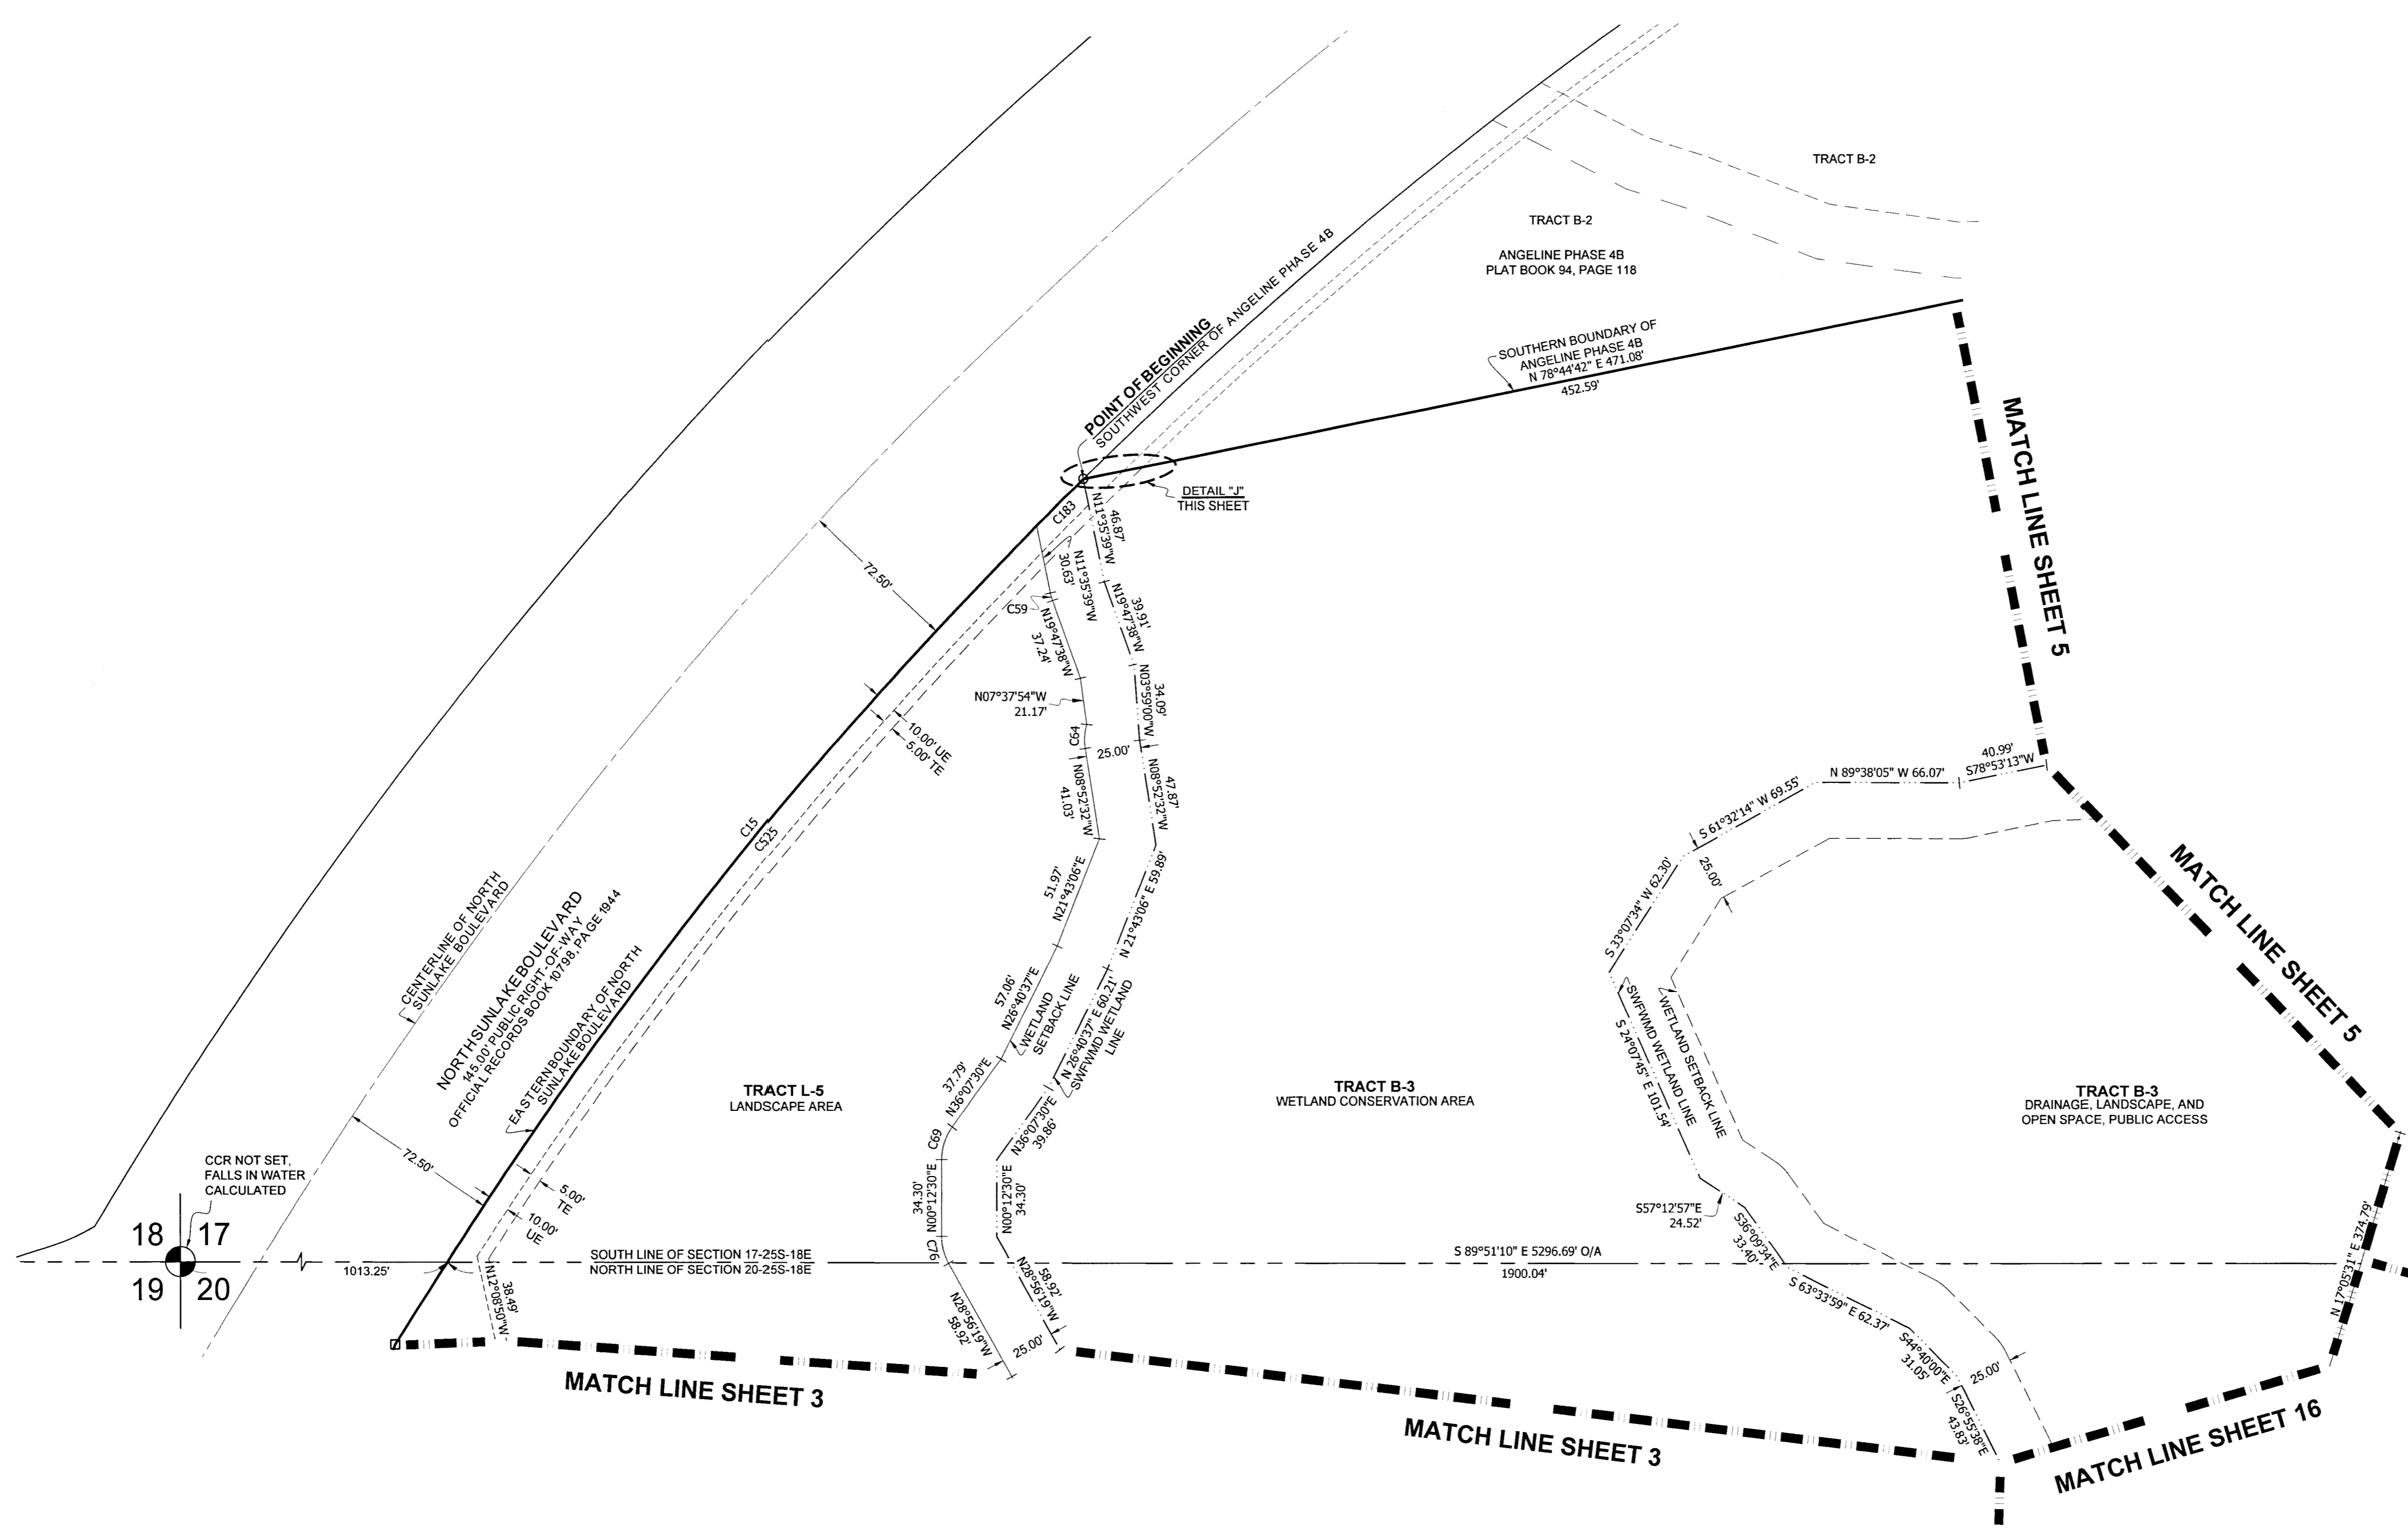 TRACT B-2
TRACT B-2
ANGELINE PHASE 4B
PLAT BOOK 94, PAGE 118
POINT OF BEGINNING
SOUTHWEST CORNER OF ANGELINE PHASE 4B
SOUTHERN BOUNDARY OF
ANGELINE PHASE 4B
N 78°44'42" E 471.08'
452.59'
MATCH LINE SHEET 5
DETAIL "J"
THIS SHEET
C183
46.87'
N11°35'39"W
N11°35'39"W
30.63'
72.50'
C59
N19°47'38"W
37.24'
39.91'
N19°47'38"W
N07°37'54"W
21.17'
34.09'
N03°59'00"W
C64
25.00'
10.00' UE
5.00' TE
N08°52'32"W
41.03'
47.87'
N08°52'32"W
40.99'
S78°53'13"W
N 89°38'05" W 66.07'
S 61°32'14" W 69.55'
25.00'
S 33°07'34" W 62.30'
C15
C525
51.97'
N21°43'06"E
N 21°43'06" E 59.89'
MATCH LINE SHEET 5
CENTERLINE OF NORTH
SUNLAKE BOULEVARD
NORTH SUNLAKE BOULEVARD
145.00' PUBLIC RIGHT-OF-WAY
OFFICIAL RECORDS BOOK 10798, PAGE 1944
EASTERN BOUNDARY OF NORTH
SUNLAKE BOULEVARD
57.06'
N26°40'37"E
WETLAND
SETBACK LINE
N 26°40'37" E 60.21'
SWFWMD WETLAND
LINE
SWFWMD WETLAND LINE
S 24°07'45" E 101.54'
WETLAND SETBACK LINE
37.79'
N36°07'30"E
TRACT L-5
LANDSCAPE AREA
TRACT B-3
WETLAND CONSERVATION AREA
TRACT B-3
DRAINAGE, LANDSCAPE, AND
OPEN SPACE, PUBLIC ACCESS
N36°07'30"E
39.86'
C69
72.50'
CCR NOT SET,
FALLS IN WATER
CALCULATED
5.00'
TE
10.00'
UE
34.30'
N00°12'30"E
N00°12'30"E
34.30'
S57°12'57"E
24.52'
S36°09'34"E
33.40'
N 17°05'31" E 374.79'
18 17
19 20
1013.25'
SOUTH LINE OF SECTION 17-25S-18E
NORTH LINE OF SECTION 20-25S-18E
C76
S 89°51'10" E 5296.69' O/A
1900.04'
38.49'
N12°08'50"W
N28°56'19"W
58.92'
58.92'
N28°56'19"W
25.00'
S 63°33'59" E 62.37'
S44°40'00"E
31.05'
25.00'
S26°55'38"E
43.83'
MATCH LINE SHEET 3
MATCH LINE SHEET 3
MATCH LINE SHEET 16